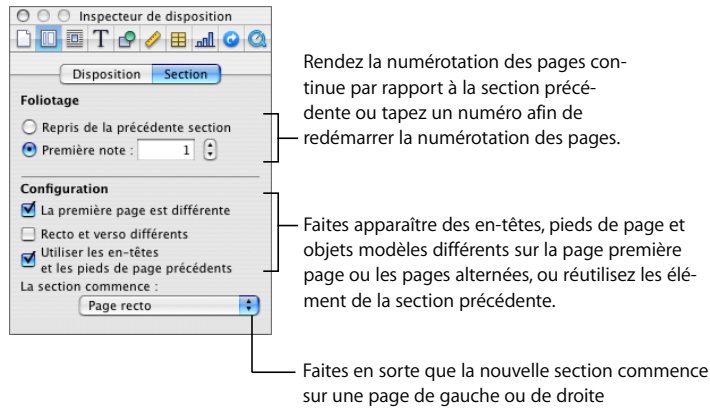 Inspecteur de disposition
T
Disposition Section
Foliotage
Repris de la précédente section
Première note : 1
Configuration
La première page est différente
Recto et verso différents
Utiliser les en-têtes
et les pieds de page précédents
La section commence :
Page recto
Rendez la numérotation des pages con-
tinue par rapport à la section précé-
dente ou tapez un numéro afin de
redémarrer la numérotation des pages.
Faites apparaître des en-têtes, pieds de page et
objets modèles différents sur la page première
page ou les pages alternées, ou réutilisez les élé-
ment de la section précédente.
Faites en sorte que la nouvelle section commence
sur une page de gauche ou de droite